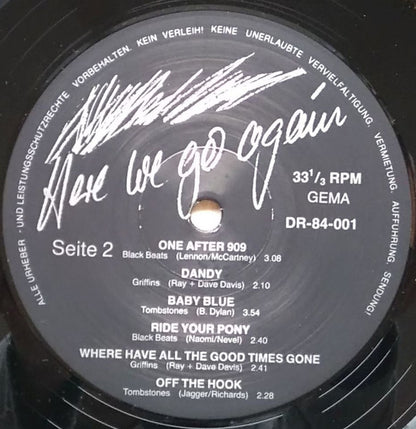 ALLE URHEBER - UND LEISTUNGSSCHUTZRECHTE VORBEHALTEN. KEIN VERLEIH! KEINE UNERLAUBTE VERVIELFALTIGUNG, VERMIETUNG, AUFFÜHRUNG, SENDUNG!
Here we go again
33 1/3 RPM
GEMA
DR-84-001
Seite 2
ONE AFTER 909
Black Beats (Lennon/McCartney) 3.08
DANDY
Griffins (Ray + Dave Davis) 2.10
BABY BLUE
Tombstones (B. Dylan) 3.54
RIDE YOUR PONY
Black Beats (Naomi/Nevel) 2.40
WHERE HAVE ALL THE GOOD TIMES GONE
Griffins (Ray + Dave Davis) 2.41
OFF THE HOOK
Tombstones (Jagger/Richards) 2.28